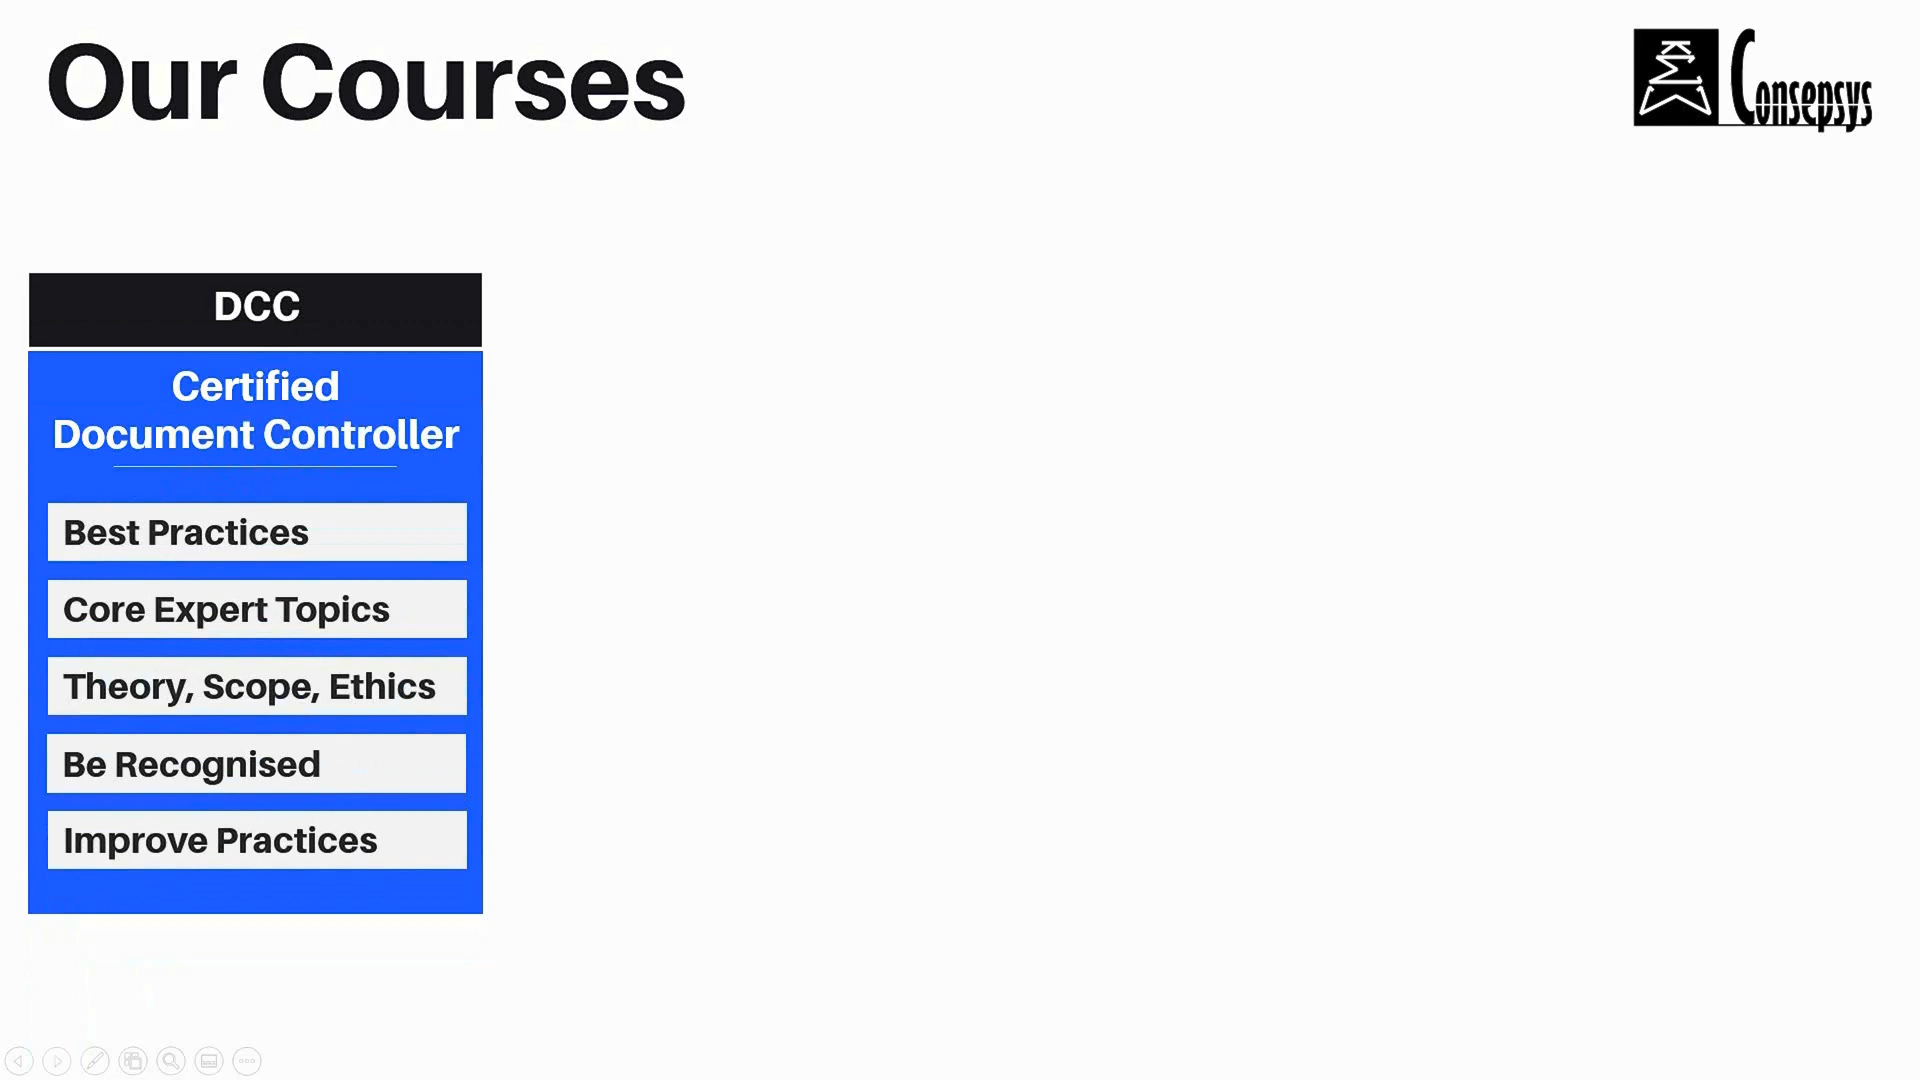 Our Courses
Consepsys
DCC
Certified
Document Controller
Best Practices
Core Expert Topics
Theory, Scope, Ethics
Be Recognised
Improve Practices